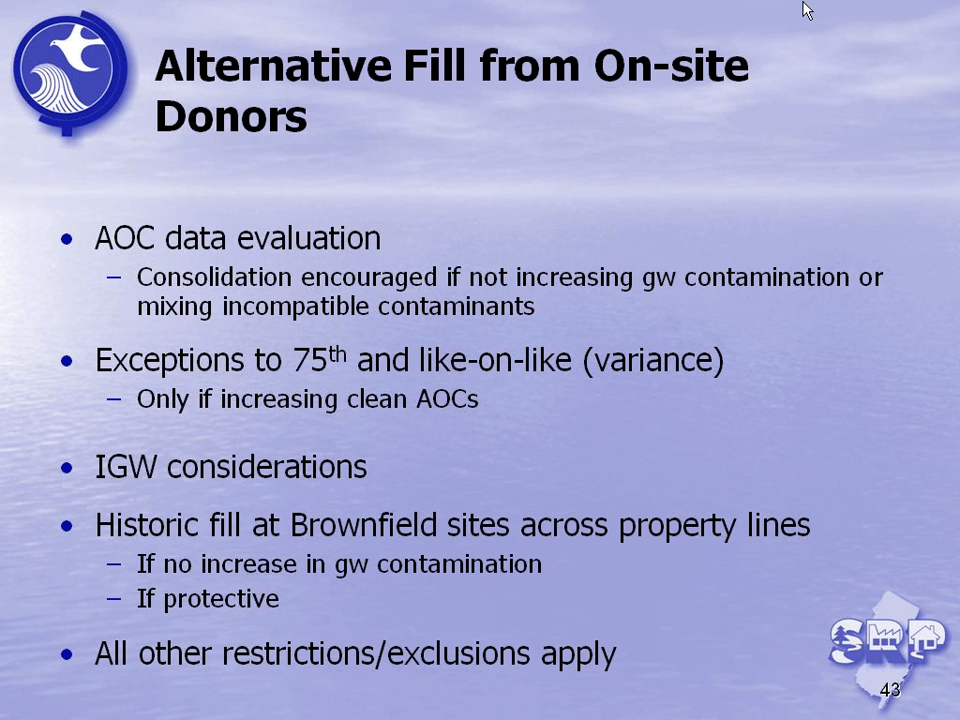 Alternative Fill from On-site
Donors
• AOC data evaluation
– Consolidation encouraged if not increasing gw contamination or
mixing incompatible contaminants
• Exceptions to 75th and like-on-like (variance)
– Only if increasing clean AOCs
• IGW considerations
• Historic fill at Brownfield sites across property lines
– If no increase in gw contamination
– If protective
• All other restrictions/exclusions apply
SRP
43